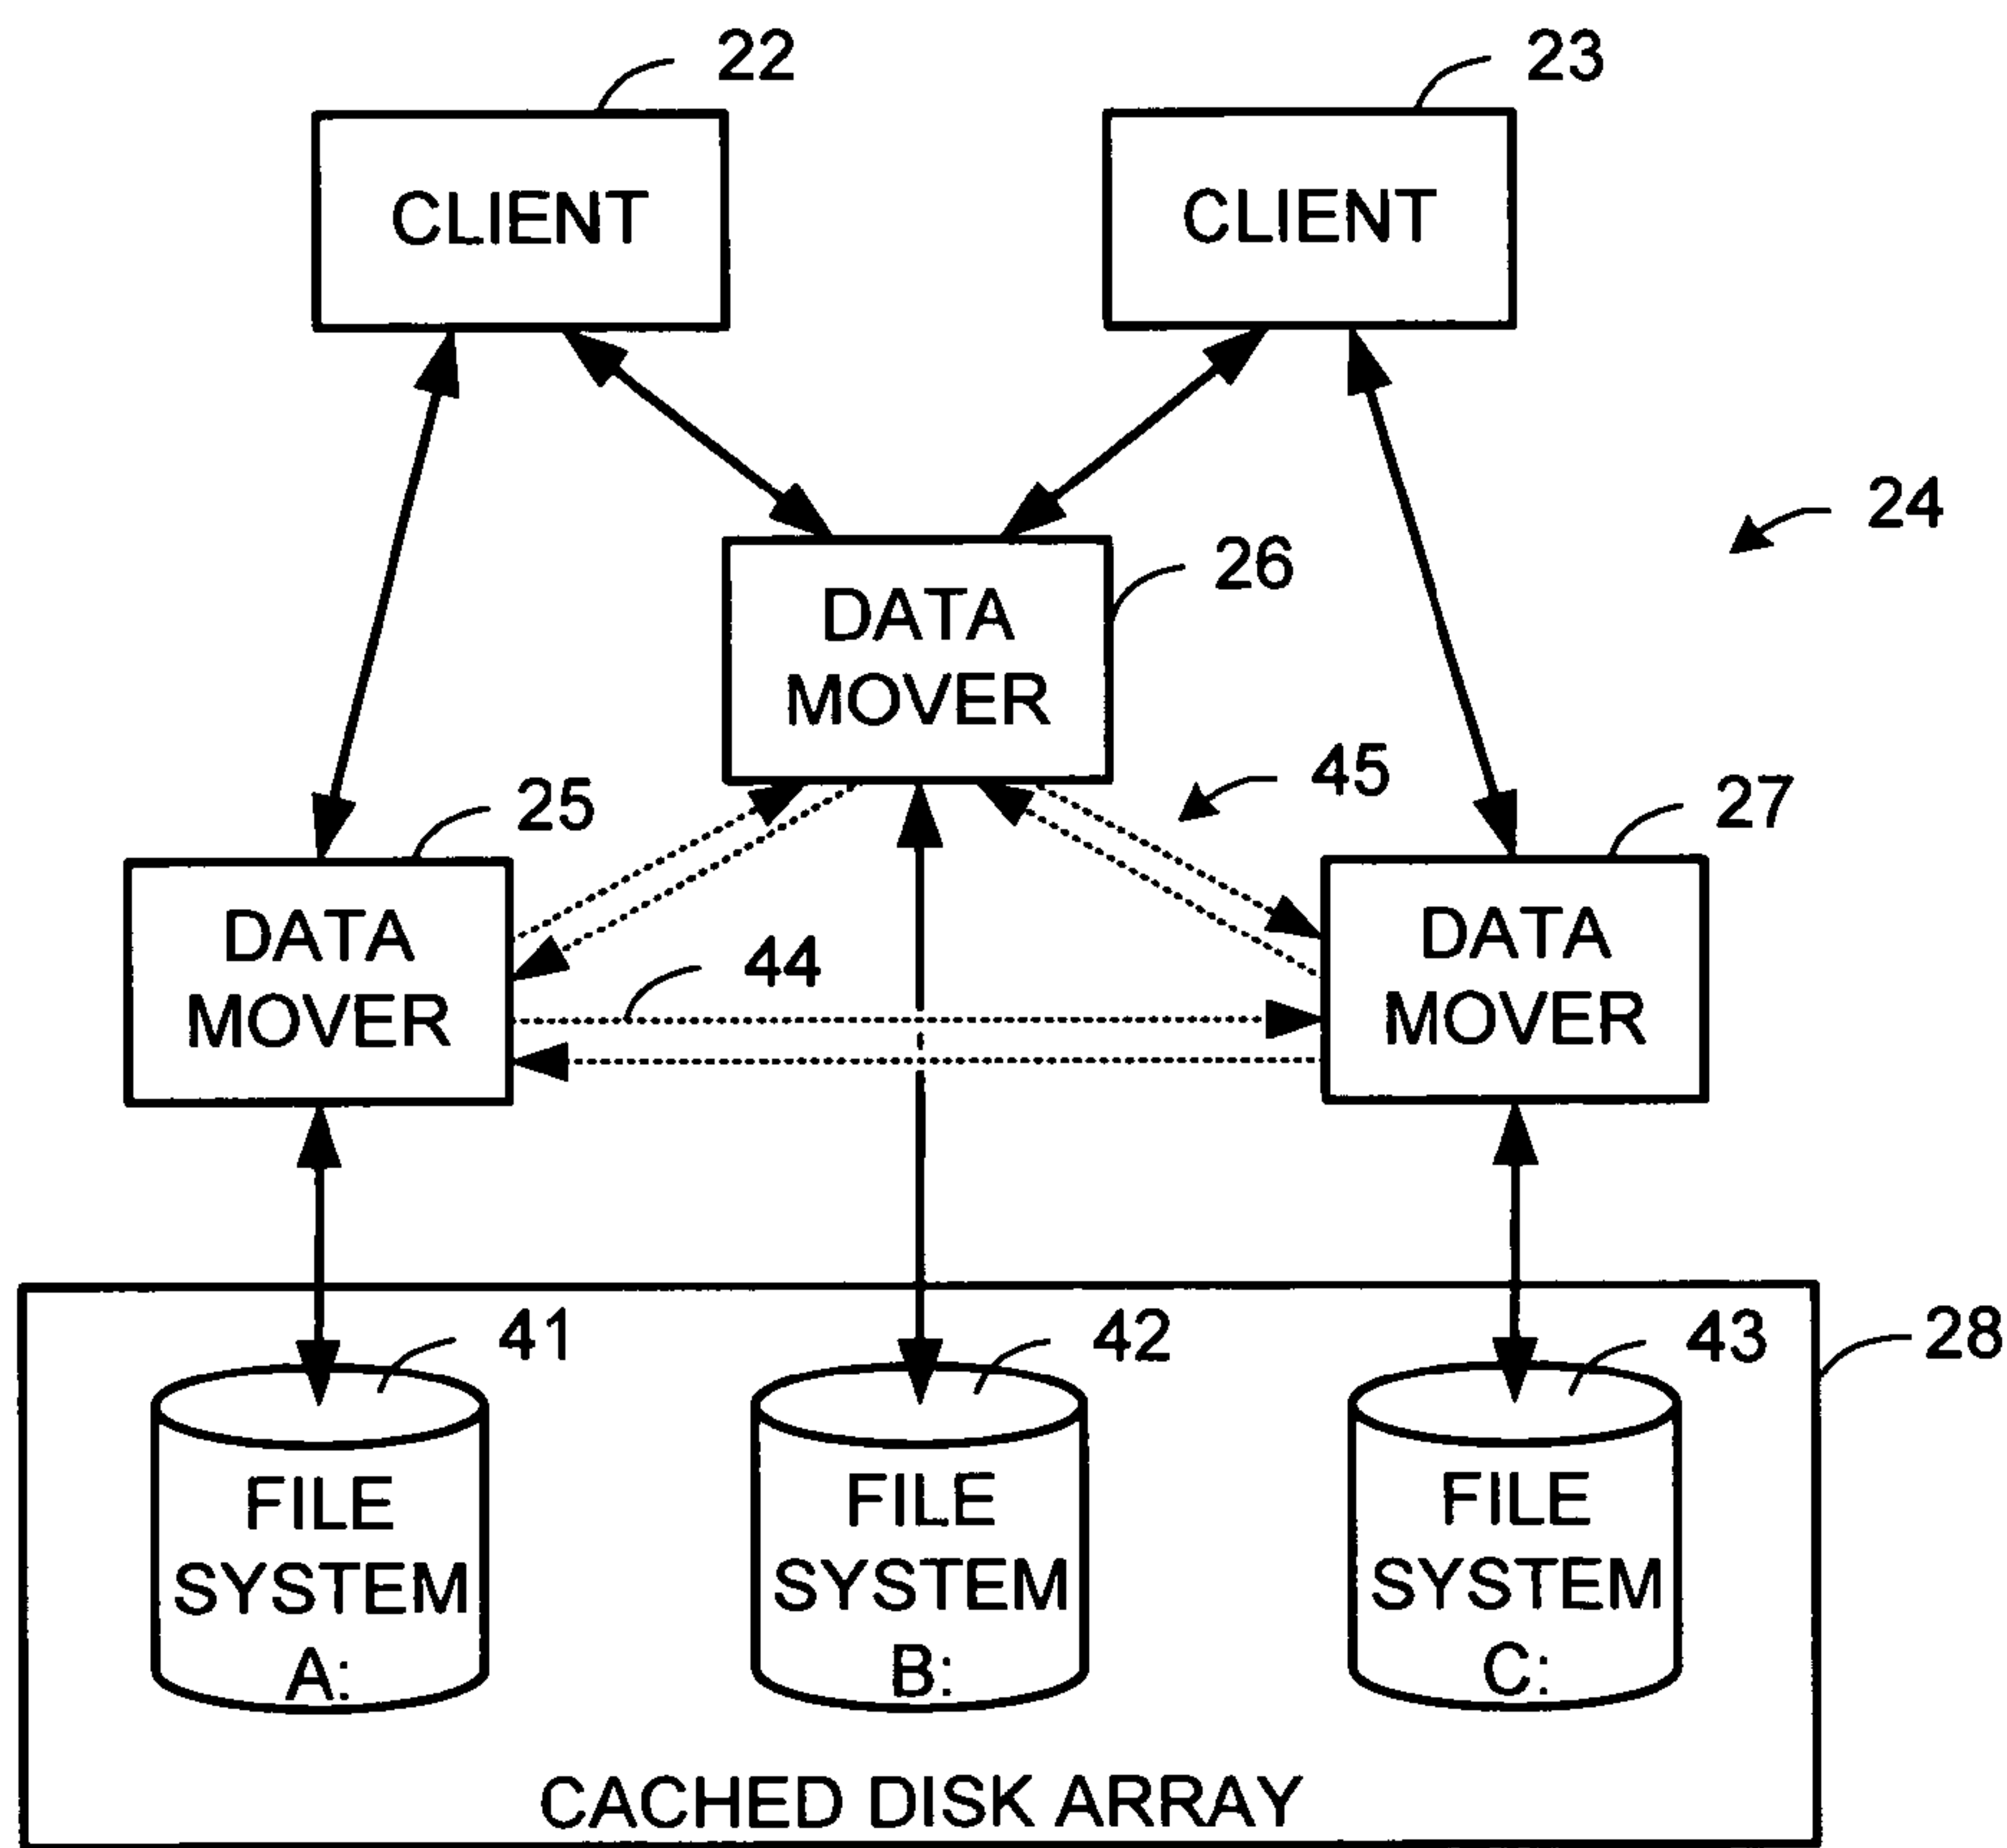 22
23
CLIENT
CLIENT
24
26
DATA
MOVER
45
25
27
DATA
MOVER
44
DATA
MOVER
41
42
43
28
FILE
SYSTEM
A:
FILE
SYSTEM
B:
FILE
SYSTEM
C:
CACHED DISK ARRAY